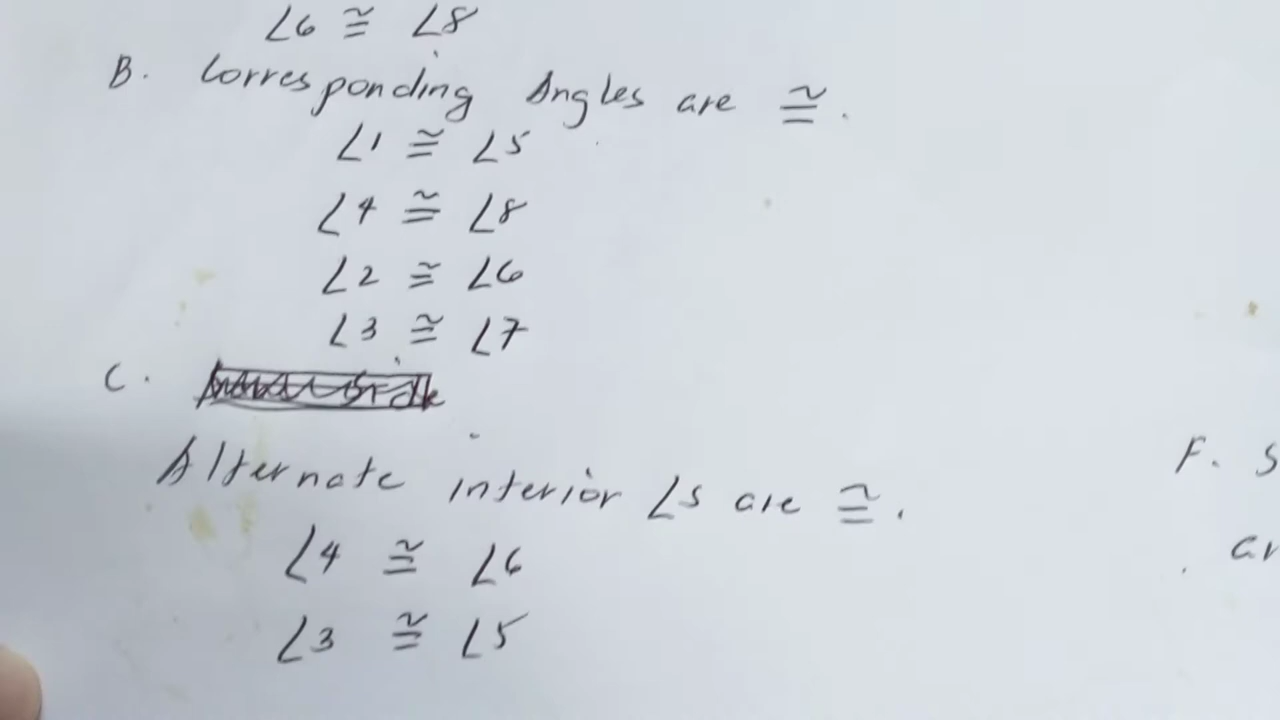 ∠6 ≅ ∠8
B. Corresponding Angles are ≅.
∠1 ≅ ∠5
∠4 ≅ ∠8
∠2 ≅ ∠6
∠3 ≅ ∠7
C.
Alternate interior ∠s are ≅.
∠4 ≅ ∠6
∠3 ≅ ∠5
F. S
ar